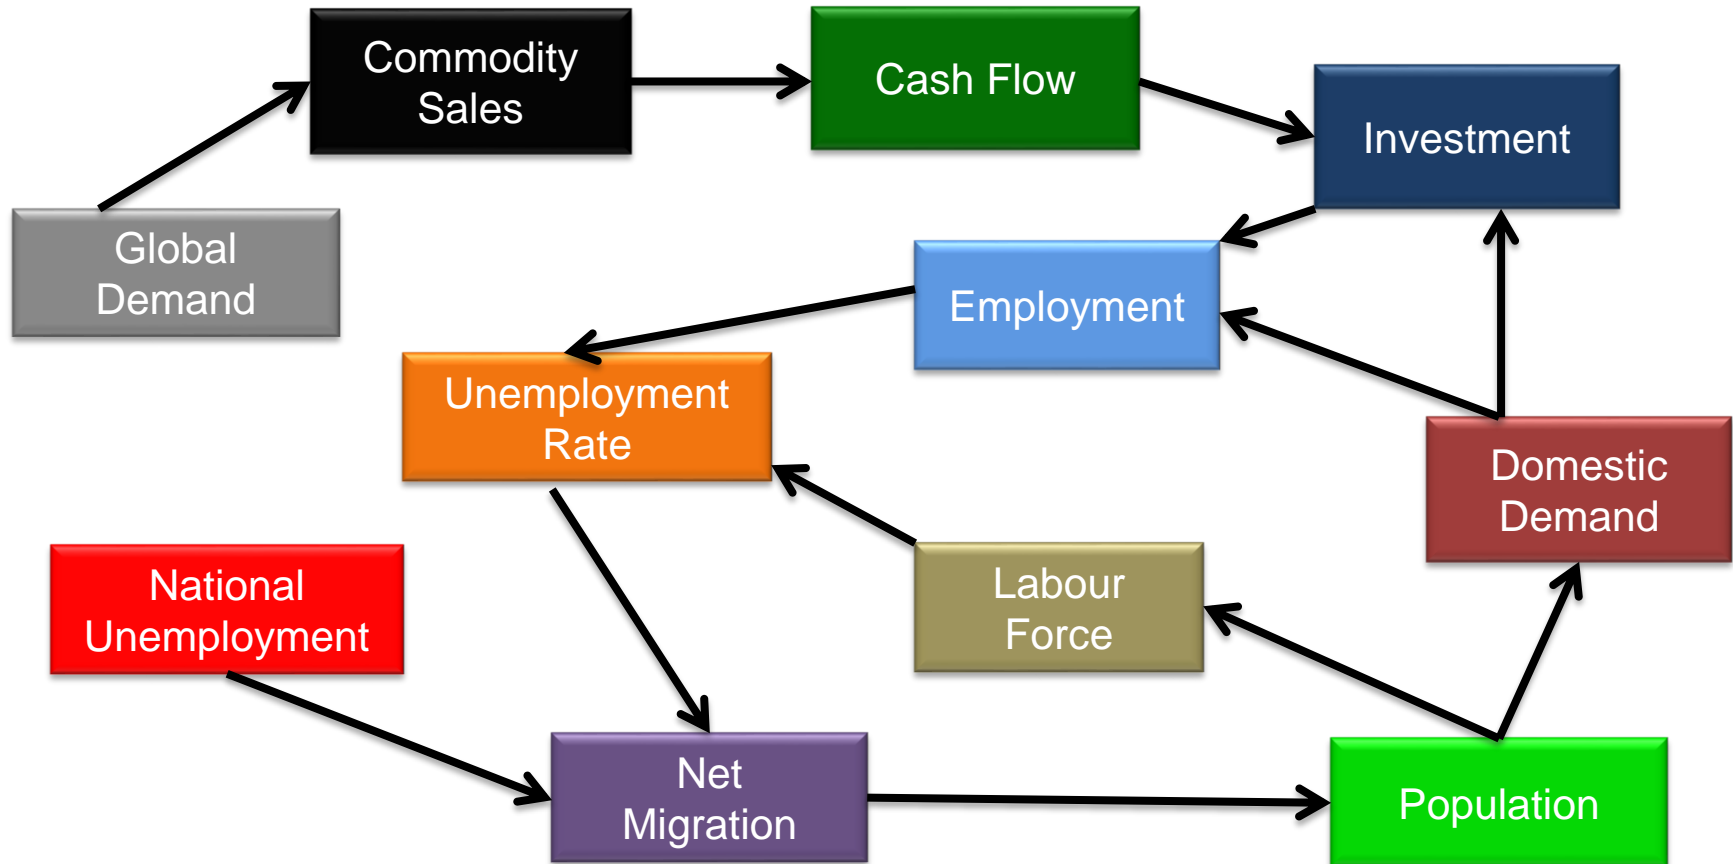 Commodity
Sales
Cash Flow
Investment
Global
Demand
Employment
Unemployment
Rate
Domestic
Demand
National
Unemployment
Labour
Force
Net
Migration
Population